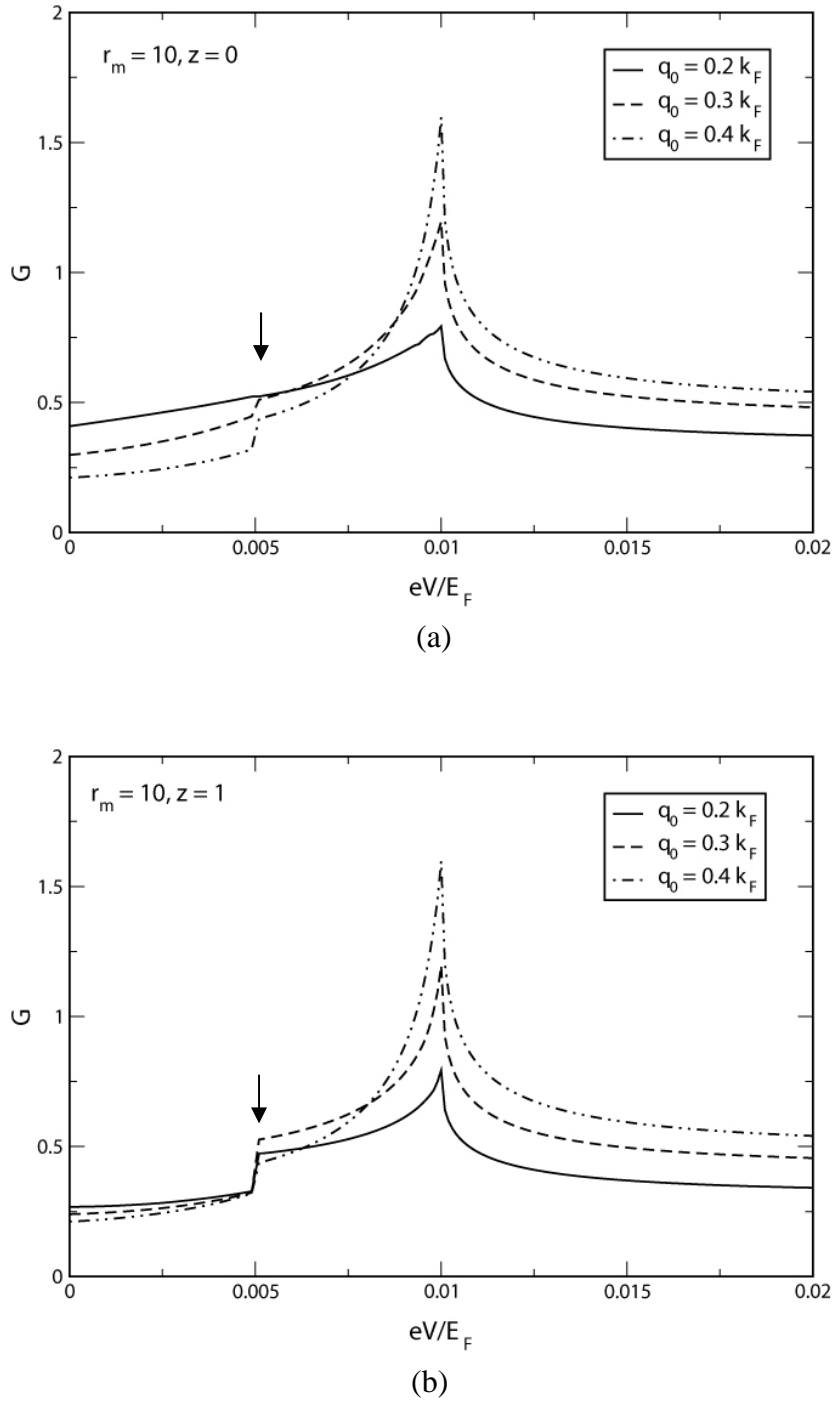 2
r_m = 10, z = 0
q_0 = 0.2 k_F
q_0 = 0.3 k_F
q_0 = 0.4 k_F
1.5
1
G
0.5
0
0 0.005 0.01 0.015 0.02
eV/E_F
(a)
2
r_m = 10, z = 1
q_0 = 0.2 k_F
q_0 = 0.3 k_F
q_0 = 0.4 k_F
1.5
1
G
0.5
0
0 0.005 0.01 0.015 0.02
eV/E_F
(b)